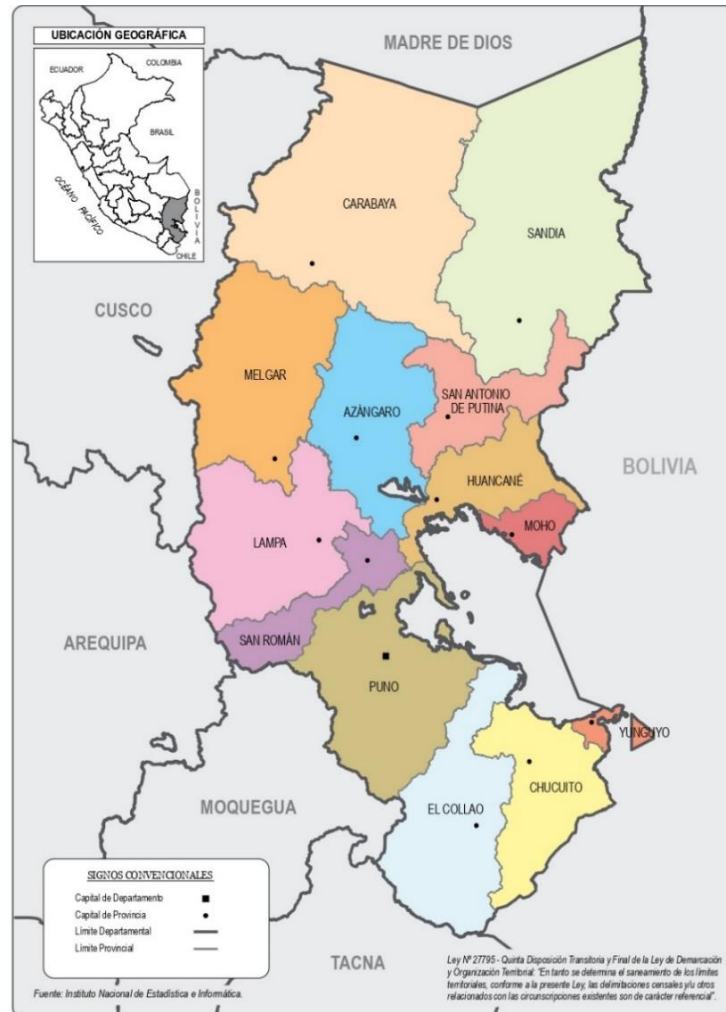 UBICACIÓN GEOGRÁFICA
ECUADOR
COLOMBIA
BRASIL
OCÉANO PACÍFICO
BOLIVIA
CHILE
MADRE DE DIOS
CARABAYA
SANDIA
CUSCO
MELGAR
AZÁNGARO
SAN ANTONIO
DE PUTINA
BOLIVIA
HUANCANÉ
MOHO
LAMPA
AREQUIPA
SAN ROMÁN
PUNO
YUNGUYO
CHUCUITO
EL COLLAO
MOQUEGUA
TACNA
SIGNOS CONVENCIONALES
Capital de Departamento
Capital de Provincia
Límite Departamental
Límite Provincial
Fuente: Instituto Nacional de Estadística e Informática.
Ley Nº 27795 - Quinta Disposición Transitoria y Final de la Ley de Demarcación
y Organización Territorial: "En tanto se determina el saneamiento de los límites
territoriales, conforme a la presente Ley, las delimitaciones censales y/u otros
relacionados con las circunscripciones existentes son de carácter referencial".